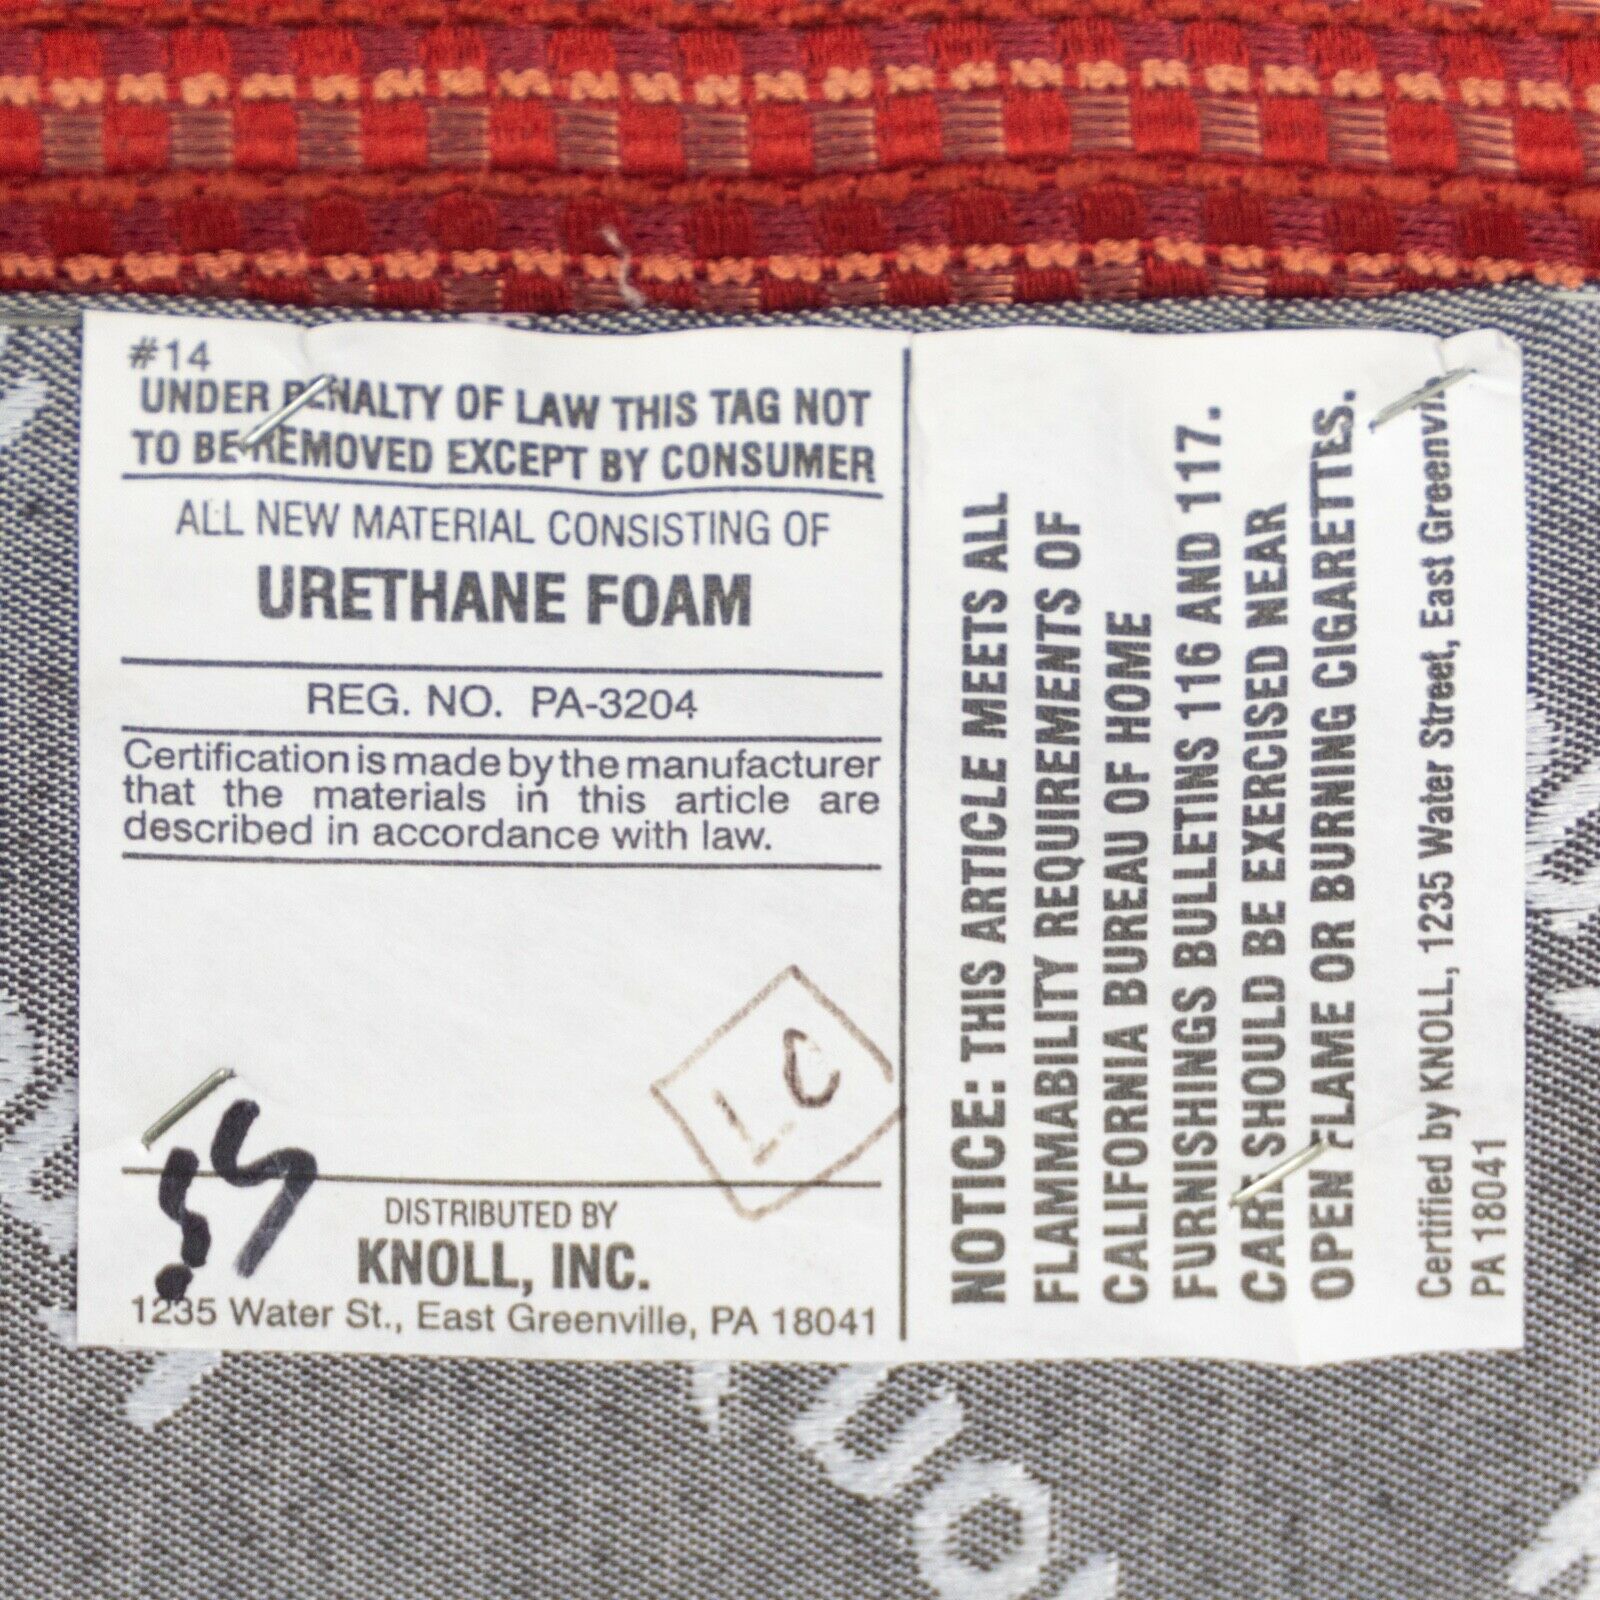 #14
UNDER PENALTY OF LAW THIS TAG NOT
TO BE REMOVED EXCEPT BY CONSUMER
ALL NEW MATERIAL CONSISTING OF
URETHANE FOAM
REG. NO. PA-3204
Certification is made by the manufacturer
that the materials in this article are
described in accordance with law.
LC
DISTRIBUTED BY
KNOLL, INC.
1235 Water St., East Greenville, PA 18041
NOTICE: THIS ARTICLE MEETS ALL
FLAMMABILITY REQUIREMENTS OF
CALIFORNIA BUREAU OF HOME
FURNISHINGS BULLETINS 116 AND 117.
CARE SHOULD BE EXERCISED NEAR
OPEN FLAME OR BURNING CIGARETTES.
Certified by KNOLL, 1235 Water Street, East Greenville
PA 18041